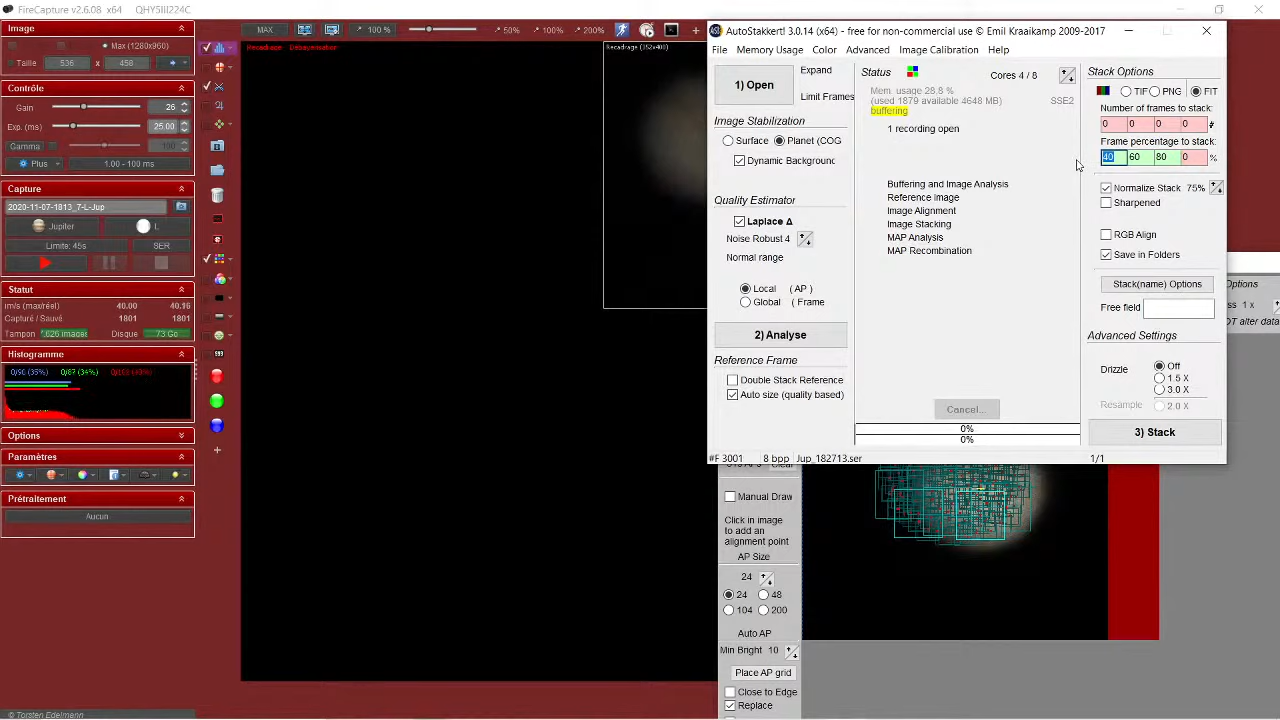 FireCapture v2.6.08 x64 QHY5III224C
Image
Max (1280x960)
Taille 536 x 458
Contrôle
Gain 26
Exp. (ms) 25.00
Gamma 100
Plus 1.00 - 100 ms
Capture
2020-11-07-1813_7-L-Jup
Jupiter L
Limite: 45s SER
Statut
im/s (max/réel) 40.00 40.16
Capturé / Sauvé 1801 1801
Tampon Disque 73 Go
Histogramme
Options
Paramètres
Prétraitement
Aucun
© Torsten Edelmann
MAX 100 % 50% 100% 200%
Recadrage Débayerisation
Recadrage (352x400)
999
AutoStakkert! 3.0.14 (x64) - free for non-commercial use © Emil Kraaikamp 2009-2017
File Memory Usage Color Advanced Image Calibration Help
1) Open
Expand
Limit Frames
Image Stabilization
Surface Planet (COG
Dynamic Background
Quality Estimator
Laplace Δ
Noise Robust 4
Normal range
Local (AP)
Global (Frame
2) Analyse
Reference Frame
Double Stack Reference
Auto size (quality based)
Status Cores 4 / 8
Mem. usage 28.8 %
(used 1879 available 4648 MB) SSE2
buffering
1 recording open
Buffering and Image Analysis
Reference Image
Image Alignment
Image Stacking
MAP Analysis
MAP Recombination
Cancel...
0%
0%
Stack Options
TIF PNG FIT
Number of frames to stack:
0 0 0 0 #
Frame percentage to stack:
40 60 80 0 %
Normalize Stack 75%
Sharpened
RGB Align
Save in Folders
Stack(name) Options
Free field
Advanced Settings
Drizzle Off
1.5 X
3.0 X
Resample 2.0 X
3) Stack
#F 3001 8 bpp Jup_182713.ser 1/1
Clear
Manual Draw
Click in image
to add an
alignment point
AP Size
24
24 48
104 200
Auto AP
Min Bright 10
Place AP grid
Close to Edge
Replace
Options
1 x